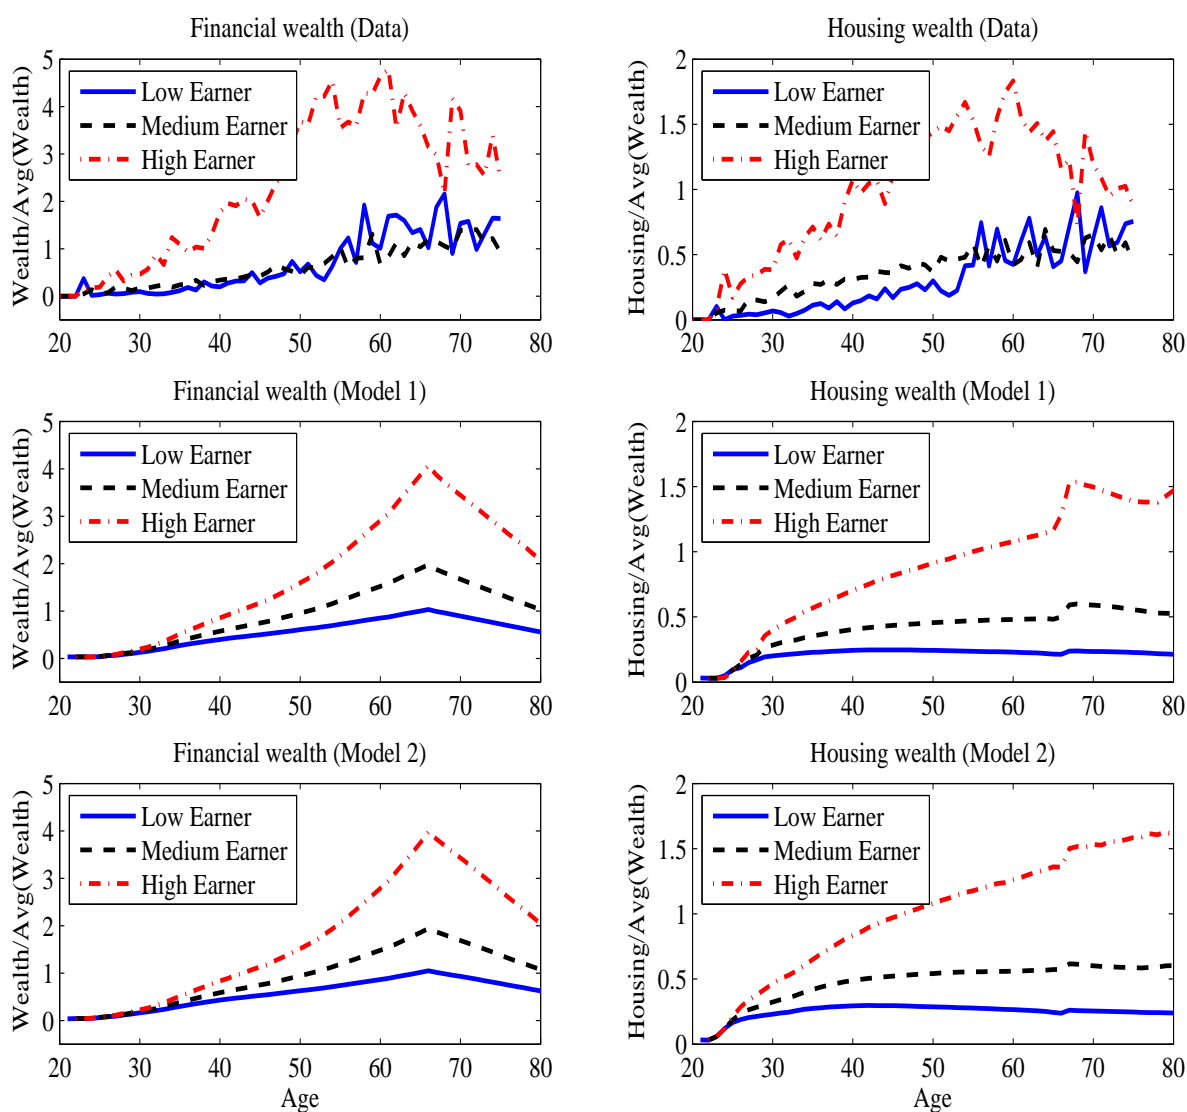 Financial wealth (Data)
Wealth/Avg(Wealth)
5
4
3
2
1
0
Low Earner
Medium Earner
High Earner
20 30 40 50 60 70 80
Housing wealth (Data)
Housing/Avg(Wealth)
2
1.5
1
0.5
0
Low Earner
Medium Earner
High Earner
20 30 40 50 60 70 80
Financial wealth (Model 1)
Wealth/Avg(Wealth)
5
4
3
2
1
0
Low Earner
Medium Earner
High Earner
20 30 40 50 60 70 80
Housing wealth (Model 1)
Housing/Avg(Wealth)
2
1.5
1
0.5
0
Low Earner
Medium Earner
High Earner
20 30 40 50 60 70 80
Financial wealth (Model 2)
Wealth/Avg(Wealth)
5
4
3
2
1
0
Low Earner
Medium Earner
High Earner
20 30 40 50 60 70 80
Age
Housing wealth (Model 2)
Housing/Avg(Wealth)
2
1.5
1
0.5
0
Low Earner
Medium Earner
High Earner
20 30 40 50 60 70 80
Age